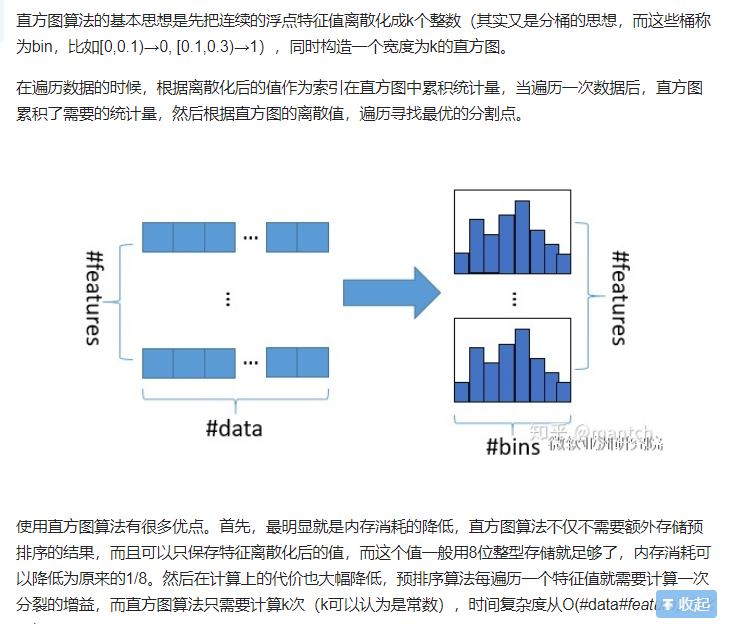 直方图算法的基本思想是先把连续的浮点特征值离散化成k个整数（其实又是分桶的思想，而这些桶称
为bin，比如[0,0.1)→0, [0.1,0.3)→1），同时构造一个宽度为k的直方图。
在遍历数据的时候，根据离散化后的值作为索引在直方图中累积统计量，当遍历一次数据后，直方图
累积了需要的统计量，然后根据直方图的离散值，遍历寻找最优的分割点。
#features
...
...
#data
#features
#bins
知乎 @mantch
微软亚洲研究院
使用直方图算法有很多优点。首先，最明显就是内存消耗的降低，直方图算法不仅不需要额外存储预
排序的结果，而且可以只保存特征离散化后的值，而这个值一般用8位整型存储就足够了，内存消耗可
以降低为原来的1/8。然后在计算上的代价也大幅降低，预排序算法每遍历一个特征值就需要计算一次
分裂的增益，而直方图算法只需要计算k次（k可以认为是常数），时间复杂度从O(#data#feat
收起